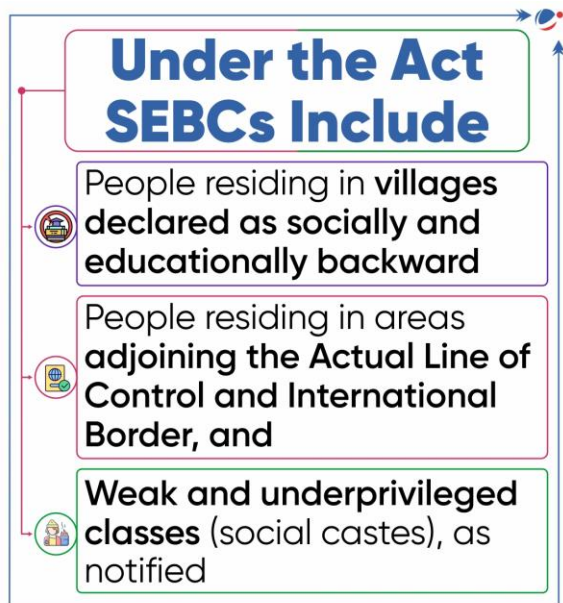 Under the Act
SEBCs Include
People residing in villages
declared as socially and
educationally backward
People residing in areas
adjoining the Actual Line of
Control and International
Border, and
Weak and underprivileged
classes (social castes), as
notified